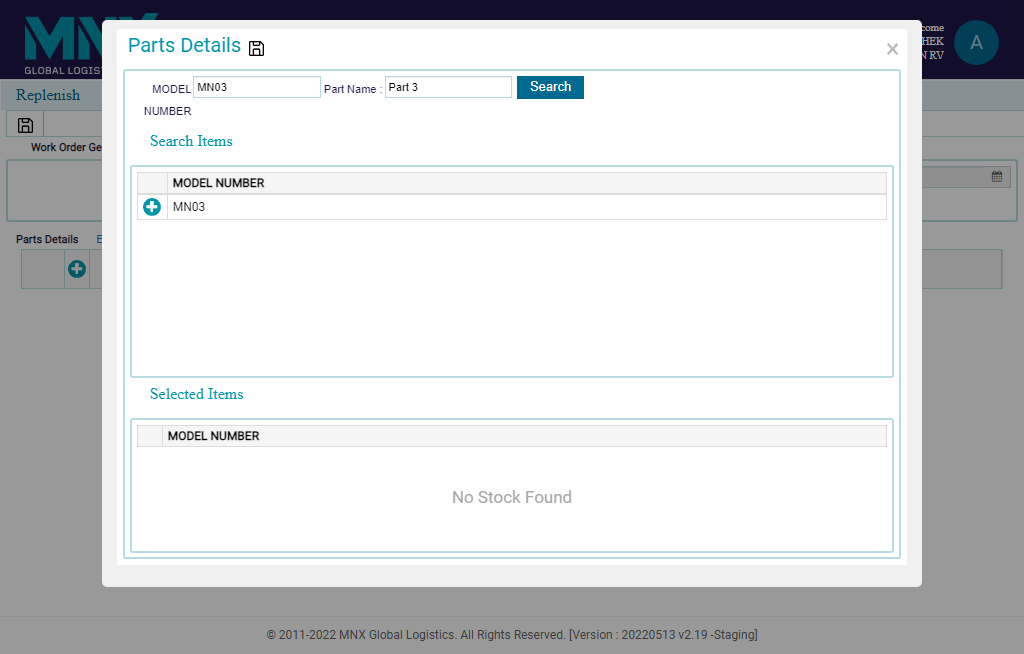 MNX
GLOBAL LOGIST
come
HEK
N RV
A
Replenish
Work Order Ge
Parts Details
Parts Details
×
MODEL NUMBER
MN03
Part Name :
Part 3
Search
Search Items
MODEL NUMBER
MN03
Selected Items
MODEL NUMBER
No Stock Found
© 2011-2022 MNX Global Logistics. All Rights Reserved. [Version : 20220513 v2.19 -Staging]